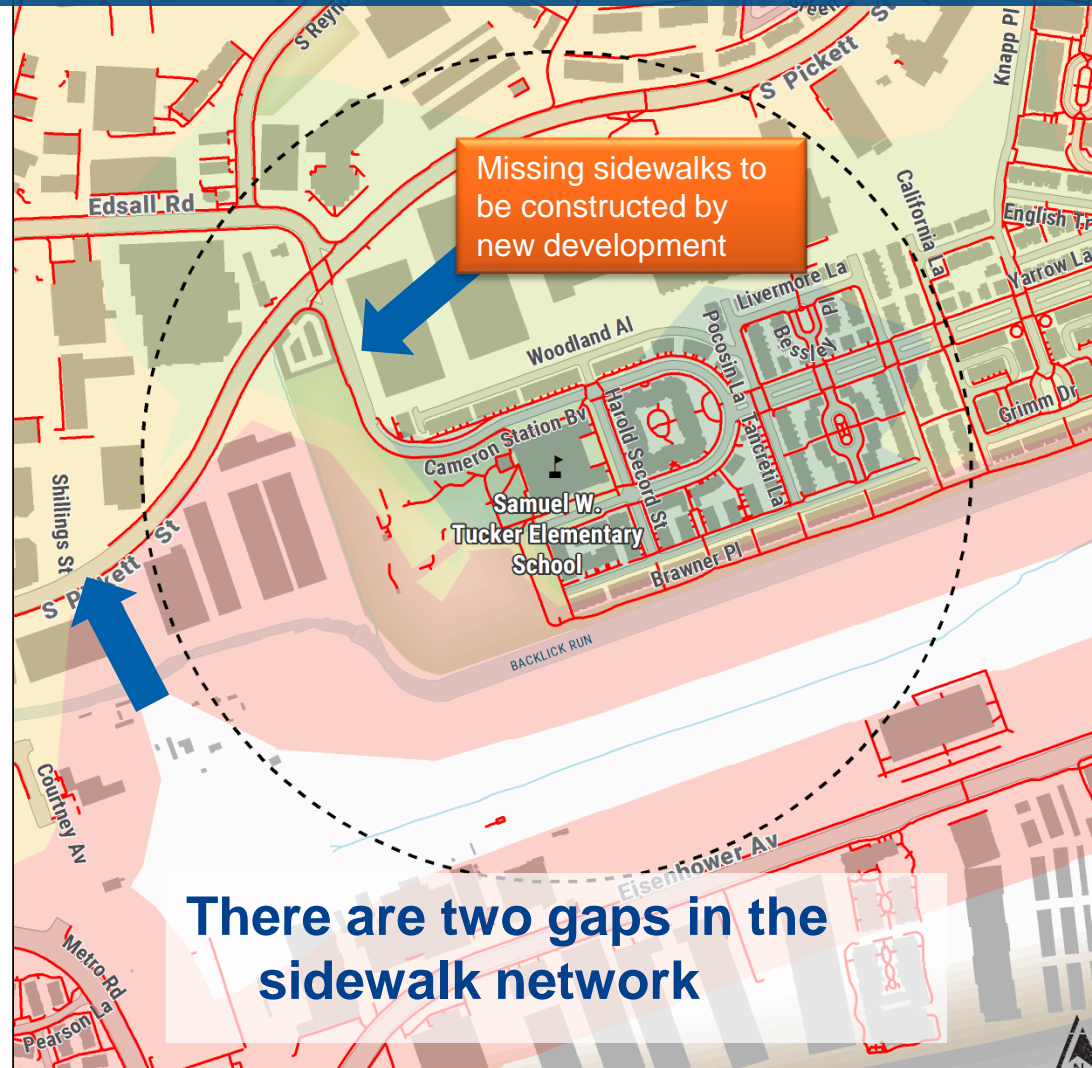 S Reyn
Green
St
S Pickett
Knapp Pl
Missing sidewalks to
be constructed by
new development
Edsall Rd
California La
English Tr
Yarrow La
Livermore La
Woodland Al
Pocosin La
Bessley Pl
Harold Secord St
Tancreti La
Grimm Dr
Cameron Station Bv
Samuel W.
Tucker Elementary
School
Shillings St
S Pickett St
Brawner Pl
BACKLICK RUN
Courtney Av
Eisenhower Av
There are two gaps in the
sidewalk network
Metro Rd
Pearson La